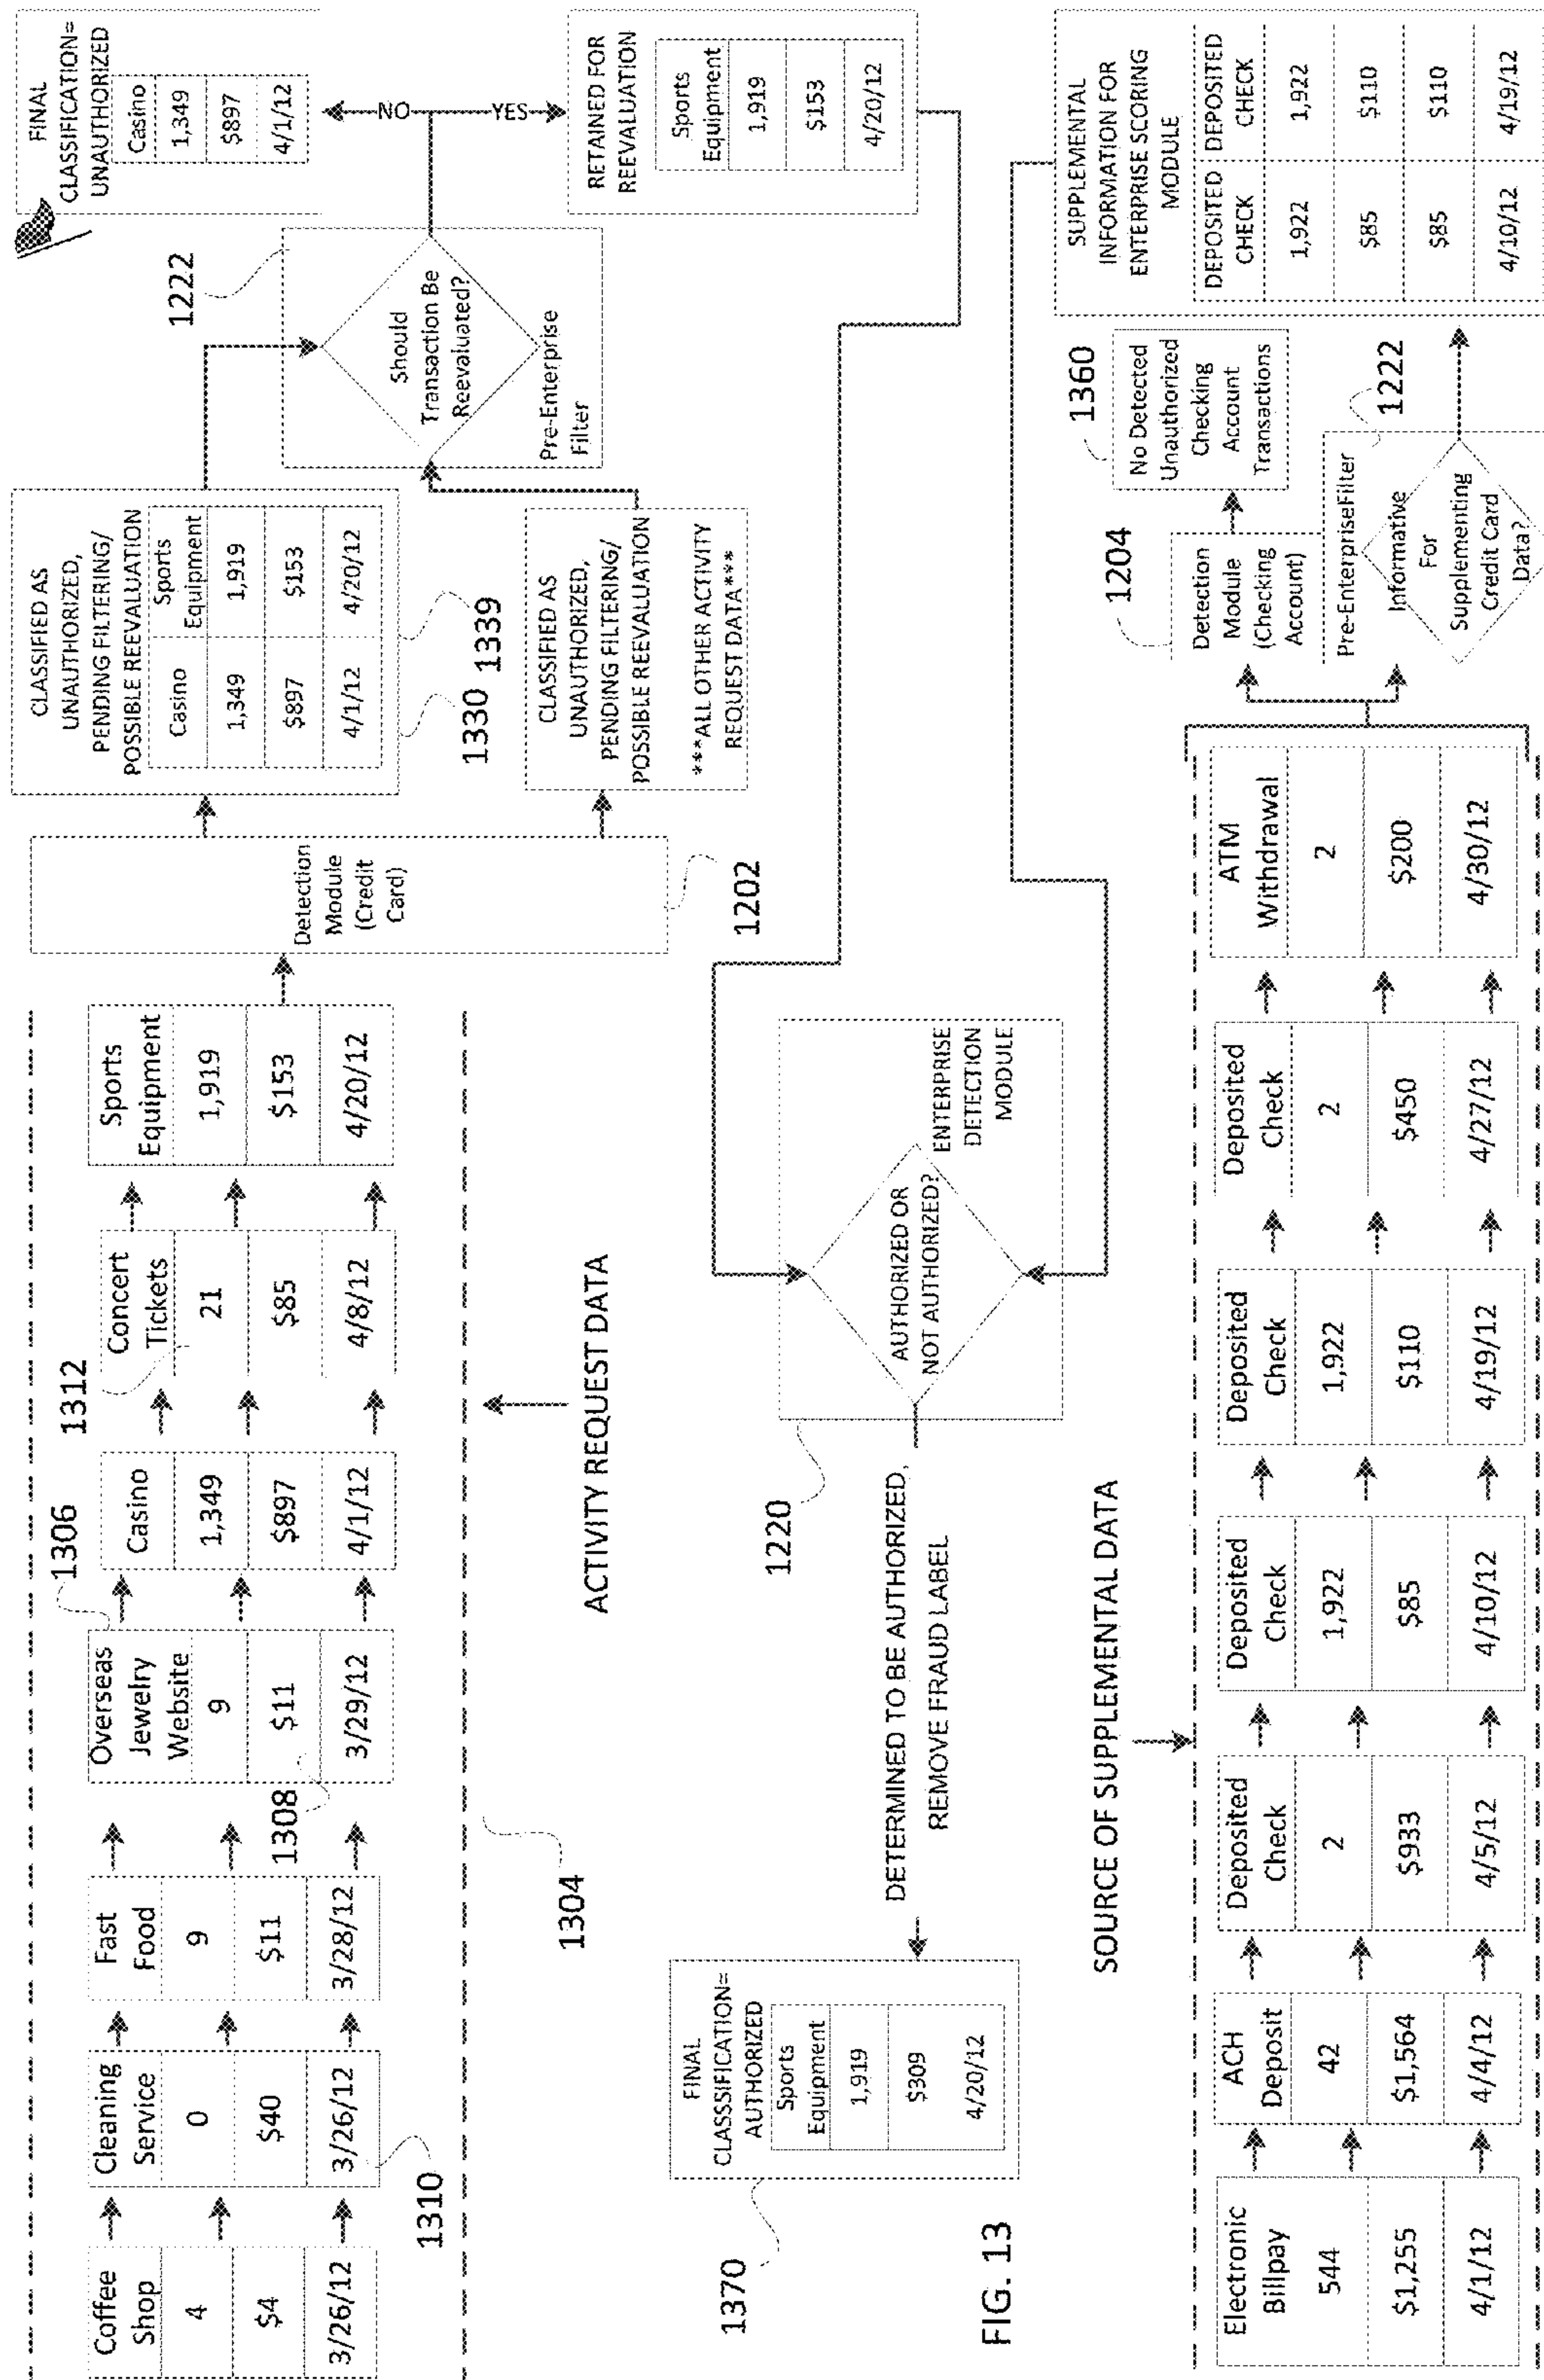 Coffee
Shop
4
$4
3/26/12
Cleaning
Service
0
$40
3/26/12
1310
Fast
Food
9
$11
3/28/12
Overseas
Jewelry
Website
9
$11
3/29/12
1308
1306
Casino
1,349
$897
4/1/12
1312
Concert
Tickets
21
$85
4/8/12
Sports
Equipment
1,919
$153
4/20/12
1304
ACTIVITY REQUEST DATA
Detection
Module
(Credit
Card)
1202
CLASSIFIED AS
UNAUTHORIZED,
PENDING FILTERING/
POSSIBLE REEVALUATION
Casino
1,349
$897
4/1/12
Sports
Equipment
1,919
$153
4/20/12
1330
1339
CLASSIFIED AS
UNAUTHORIZED,
PENDING FILTERING/
POSSIBLE REEVALUATION
***ALL OTHER ACTIVITY
REQUEST DATA***
1222
Should
Transaction Be
Reevaluated?
Pre-Enterprise
Filter
NO
YES
FINAL
CLASSIFICATION=
UNAUTHORIZED
Casino
1,349
$897
4/1/12
RETAINED FOR
REEVALUATION
Sports
Equipment
1,919
$153
4/20/12
1370
FINAL
CLASSSIFICATION=
AUTHORIZED
Sports
Equipment
1,919
$309
4/20/12
DETERMINED TO BE AUTHORIZED,
REMOVE FRAUD LABEL
1220
AUTHORIZED OR
NOT AUTHORIZED?
ENTERPRISE
DETECTION
MODULE
FIG. 13
SOURCE OF SUPPLEMENTAL DATA
Electronic
Billpay
544
$1,255
4/1/12
ACH
Deposit
42
$1,564
4/4/12
Deposited
Check
2
$933
4/5/12
Deposited
Check
1,922
$85
4/10/12
Deposited
Check
1,922
$110
4/19/12
Deposited
Check
2
$450
4/27/12
ATM
Withdrawal
2
$200
4/30/12
1204
Detection
Module
(Checking
Account)
1360
No Detected
Unauthorized
Checking
Account
Transactions
Pre-EnterpriseFilter
1222
Informative
For
Supplementing
Credit Card
Data?
SUPPLEMENTAL
INFORMATION FOR
ENTERPRISE SCORING
MODULE
DEPOSITED
CHECK
1,922
$85
$85
4/10/12
DEPOSITED
CHECK
1,922
$110
$110
4/19/12